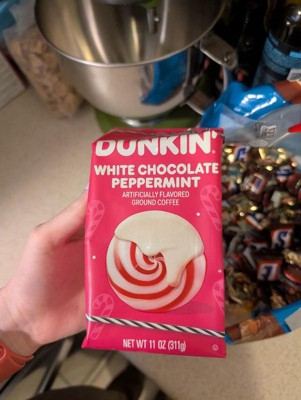 DUNKIN'
WHITE CHOCOLATE
PEPPERMINT
ARTIFICIALLY FLAVORED
GROUND COFFEE
NET WT 11 OZ (311g)